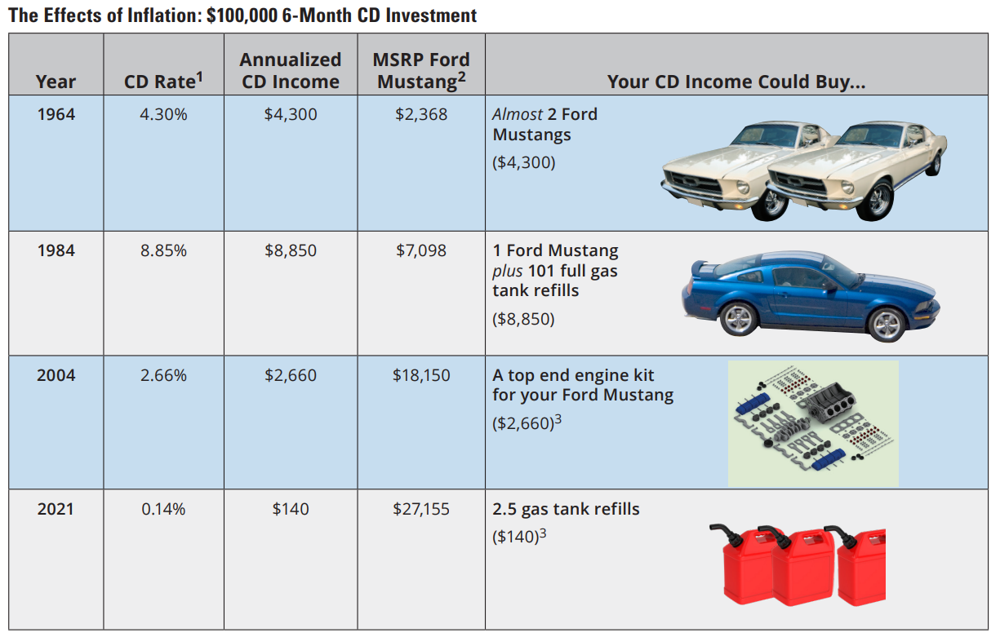 The Effects of Inflation: $100,000 6-Month CD Investment
Year
CD Rate1
Annualized
CD Income
MSRP Ford
Mustang2
Your CD Income Could Buy...
1964
4.30%
$4,300
$2,368
Almost 2 Ford
Mustangs
($4,300)
1984
8.85%
$8,850
$7,098
1 Ford Mustang
plus 101 full gas
tank refills
($8,850)
2004
2.66%
$2,660
$18,150
A top end engine kit
for your Ford Mustang
($2,660)3
2021
0.14%
$140
$27,155
2.5 gas tank refills
($140)3